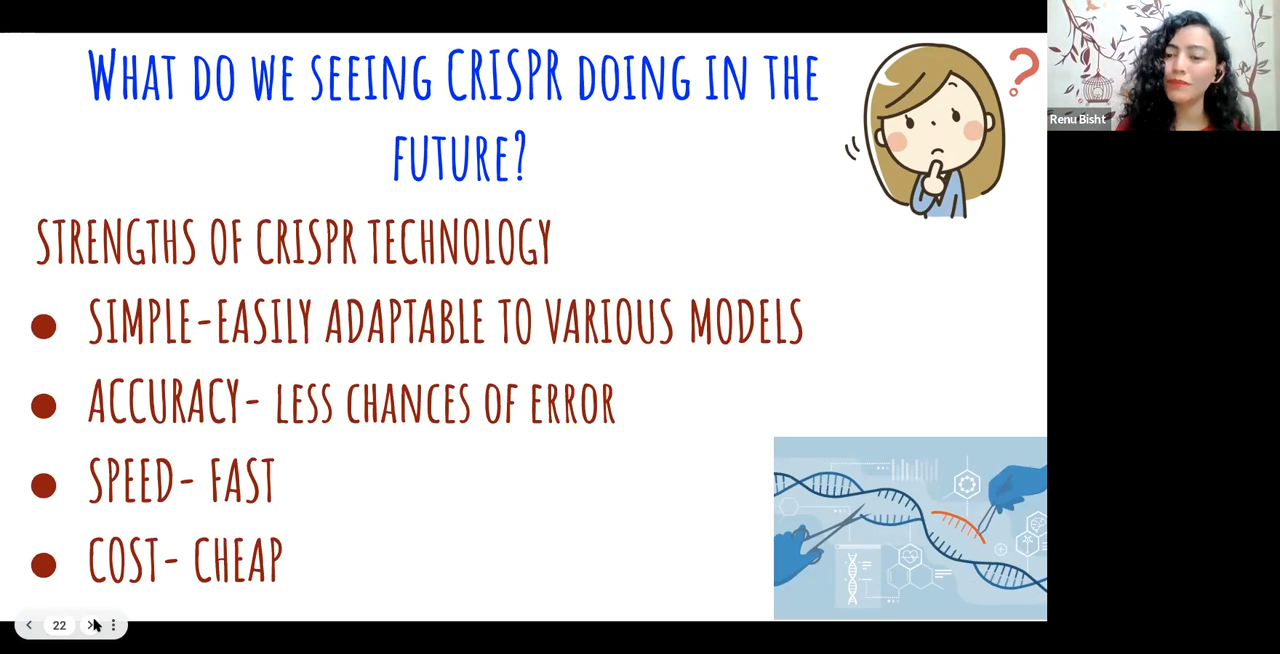 What do we seeing CRISPR doing in the
future?
STRENGTHS OF CRISPR TECHNOLOGY
● SIMPLE-EASILY ADAPTABLE TO VARIOUS MODELS
● ACCURACY- LESS CHANCES OF ERROR
● SPEED- FAST
● COST- CHEAP
?
Renu Bisht
22